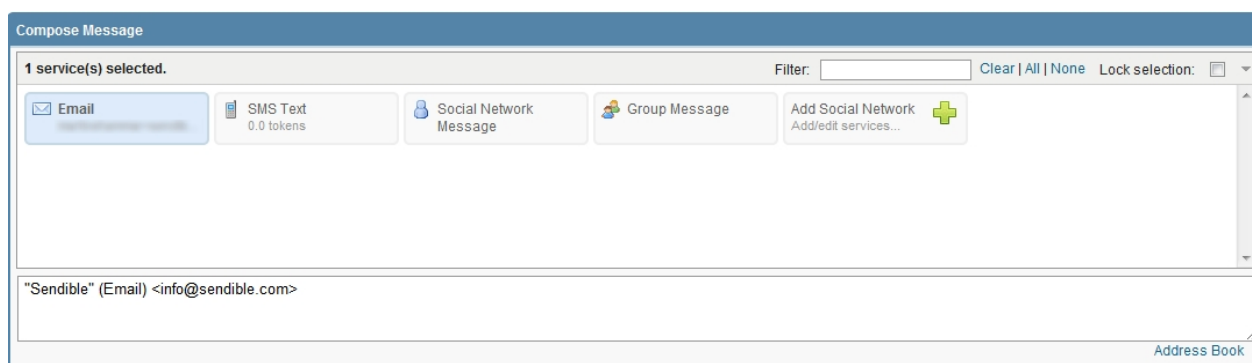 Compose Message
1 service(s) selected. Filter: Clear | All | None Lock selection:
Email SMS Text Social Network Group Message Add Social Network
0.0 tokens Message Add/edit services...
"Sendible" (Email) <info@sendible.com>
Address Book